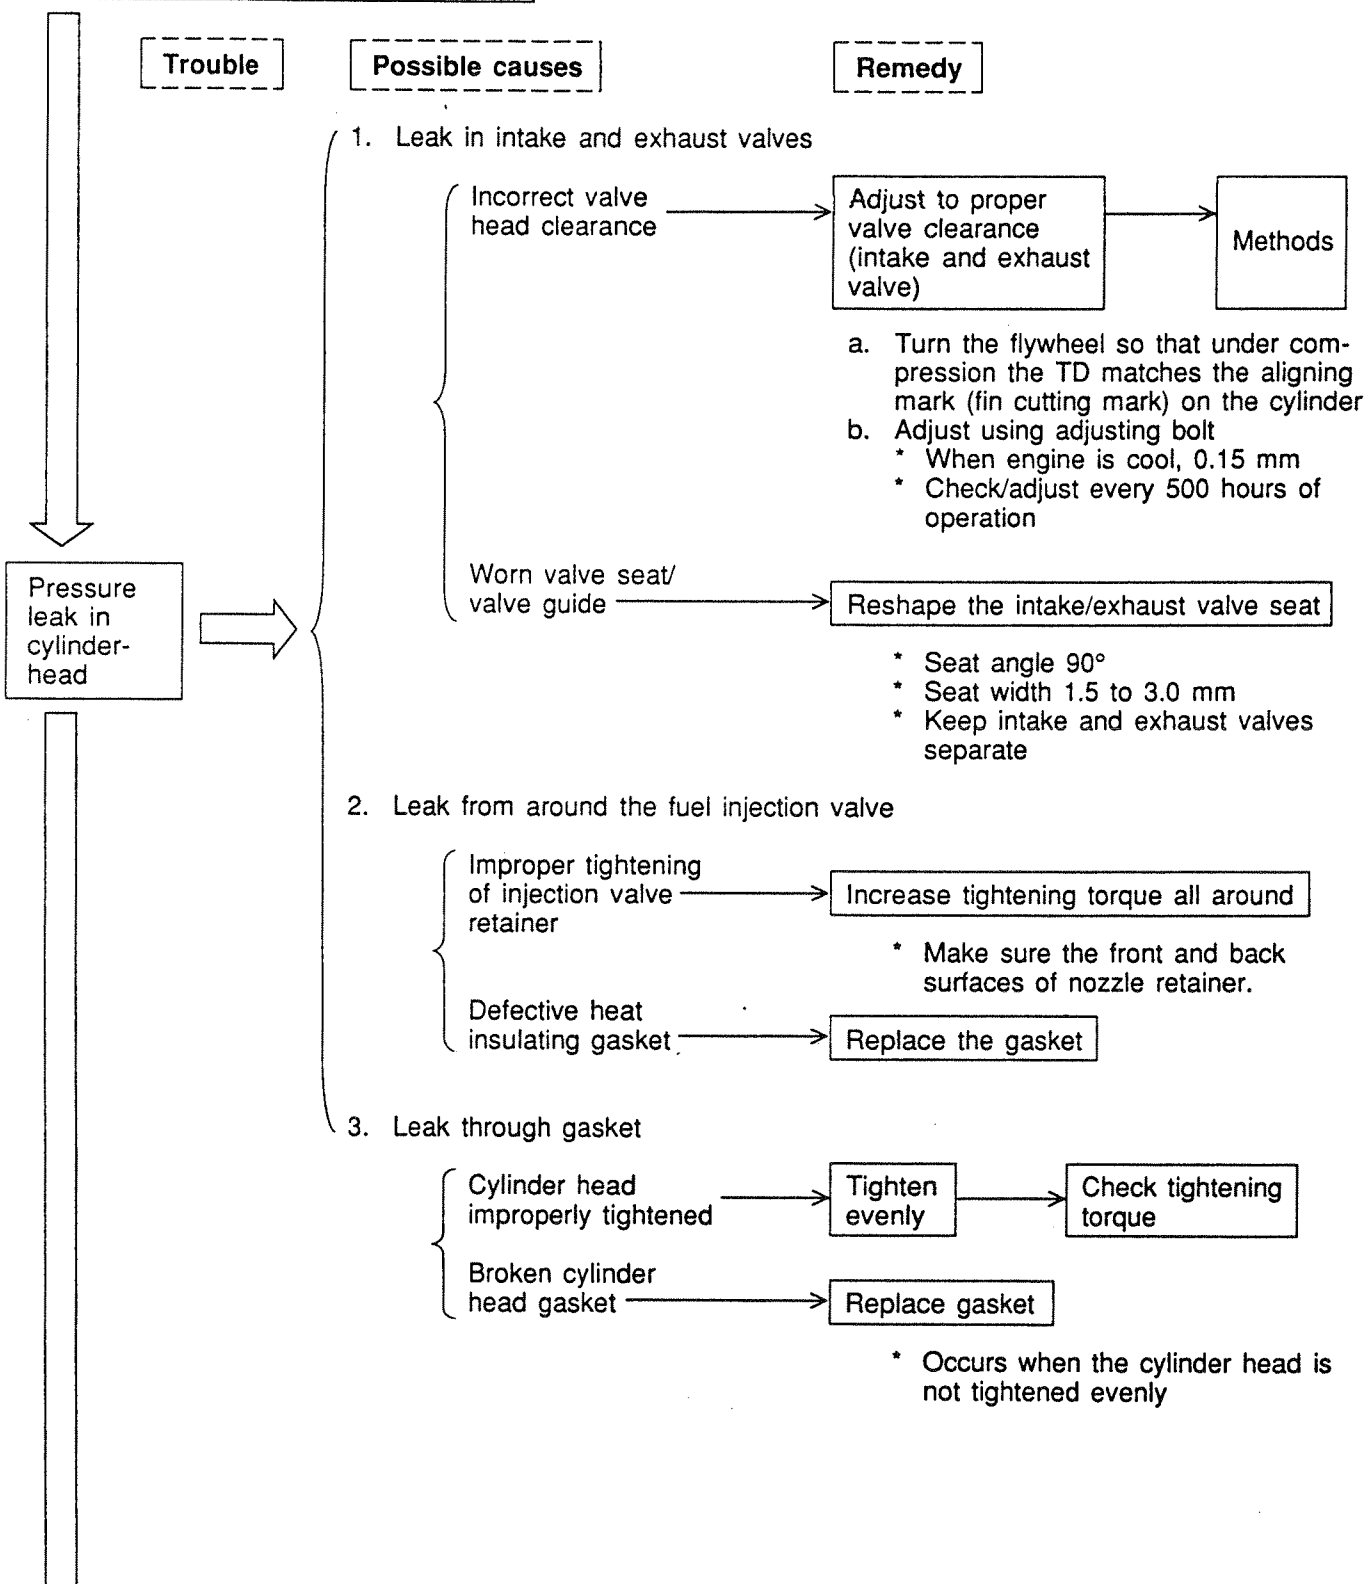 Trouble
Possible causes
Remedy
1. Leak in intake and exhaust valves
Incorrect valve
head clearance
Adjust to proper
valve clearance
(intake and exhaust
valve)
Methods
a. Turn the flywheel so that under com-
pression the TD matches the aligning
mark (fin cutting mark) on the cylinder
b. Adjust using adjusting bolt
* When engine is cool, 0.15 mm
* Check/adjust every 500 hours of
operation
Pressure
leak in
cylinder-
head
Worn valve seat/
valve guide
Reshape the intake/exhaust valve seat
* Seat angle 90°
* Seat width 1.5 to 3.0 mm
* Keep intake and exhaust valves
separate
2. Leak from around the fuel injection valve
Improper tightening
of injection valve
retainer
Increase tightening torque all around
* Make sure the front and back
surfaces of nozzle retainer.
Defective heat
insulating gasket
Replace the gasket
3. Leak through gasket
Cylinder head
improperly tightened
Tighten
evenly
Check tightening
torque
Broken cylinder
head gasket
Replace gasket
* Occurs when the cylinder head is
not tightened evenly